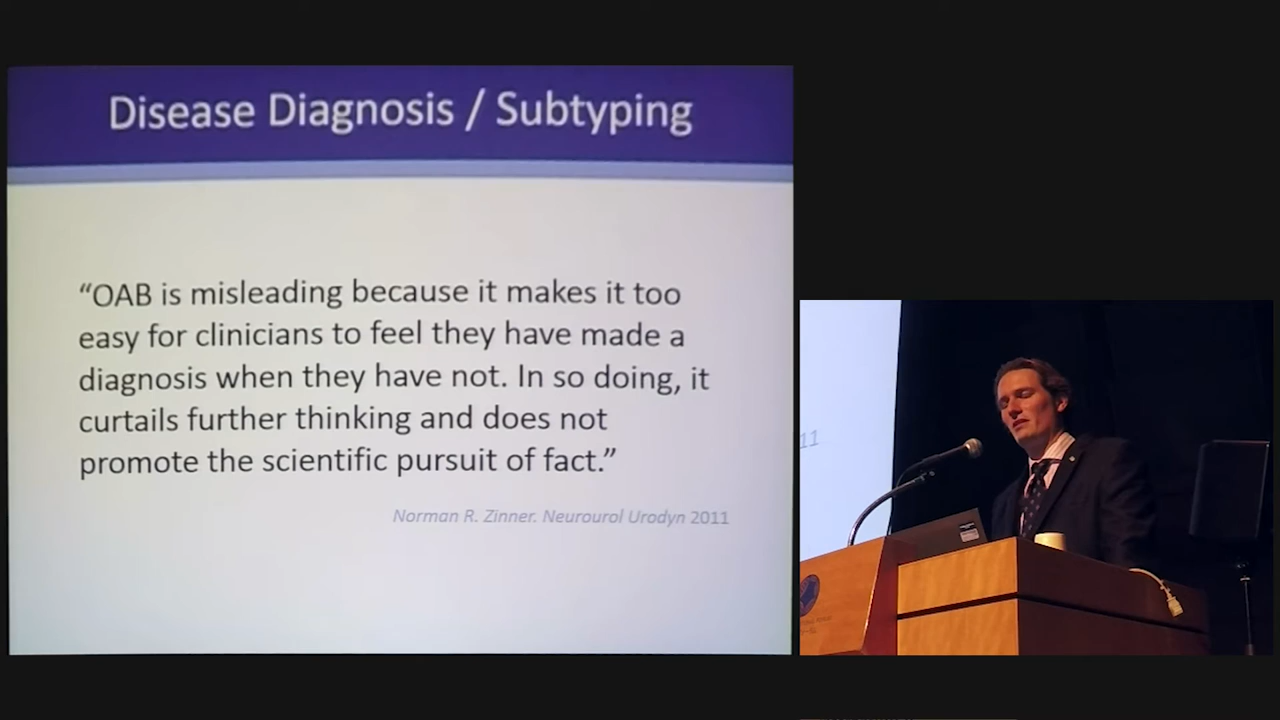 Disease Diagnosis / Subtyping
“OAB is misleading because it makes it too
easy for clinicians to feel they have made a
diagnosis when they have not. In so doing, it
curtails further thinking and does not
promote the scientific pursuit of fact.”
Norman R. Zinner. Neurourol Urodyn 2011
11